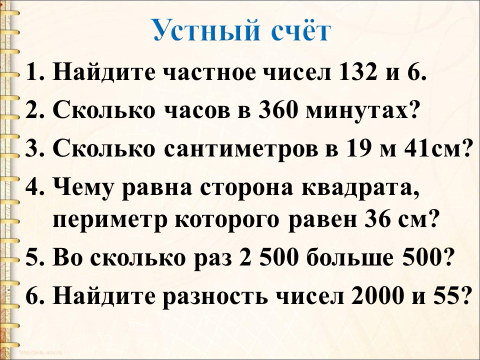 Устный счёт
1. Найдите частное чисел 132 и 6.
2. Сколько часов в 360 минутах?
3. Сколько сантиметров в 19 м 41см?
4. Чему равна сторона квадрата,
периметр которого равен 36 см?
5. Во сколько раз 2 500 больше 500?
6. Найдите разность чисел 2000 и 55?